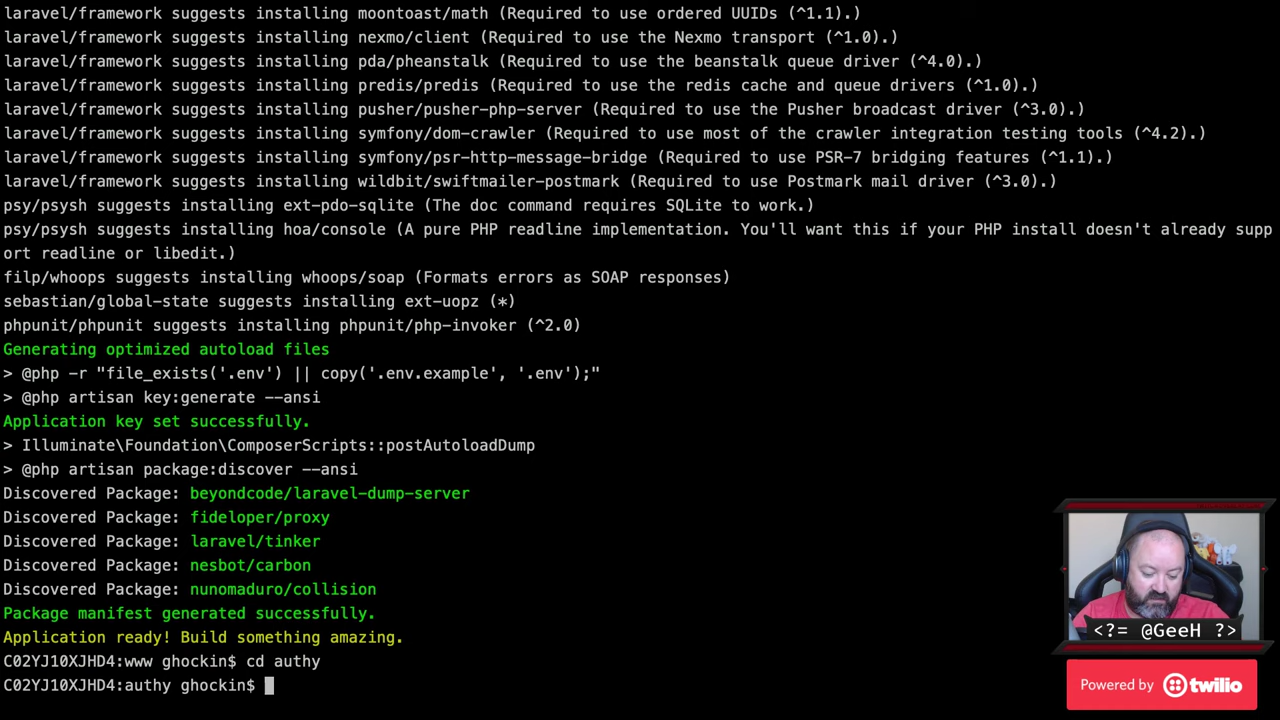 laravel/framework suggests installing moontoast/math (Required to use ordered UUIDs (^1.1).)
laravel/framework suggests installing nexmo/client (Required to use the Nexmo transport (^1.0).)
laravel/framework suggests installing pda/pheanstalk (Required to use the beanstalk queue driver (^4.0).)
laravel/framework suggests installing predis/predis (Required to use the redis cache and queue drivers (^1.0).)
laravel/framework suggests installing pusher/pusher-php-server (Required to use the Pusher broadcast driver (^3.0).)
laravel/framework suggests installing symfony/dom-crawler (Required to use most of the crawler integration testing tools (^4.2).)
laravel/framework suggests installing symfony/psr-http-message-bridge (Required to use PSR-7 bridging features (^1.1).)
laravel/framework suggests installing wildbit/swiftmailer-postmark (Required to use Postmark mail driver (^3.0).)
psy/psysh suggests installing ext-pdo-sqlite (The doc command requires SQLite to work.)
psy/psysh suggests installing hoa/console (A pure PHP readline implementation. You'll want this if your PHP install doesn't already supp
ort readline or libedit.)
filp/whoops suggests installing whoops/soap (Formats errors as SOAP responses)
sebastian/global-state suggests installing ext-uopz (*)
phpunit/phpunit suggests installing phpunit/php-invoker (^2.0)
Generating optimized autoload files
> @php -r "file_exists('.env') || copy('.env.example', '.env');"
> @php artisan key:generate --ansi
Application key set successfully.
> Illuminate\Foundation\ComposerScripts::postAutoloadDump
> @php artisan package:discover --ansi
Discovered Package: beyondcode/laravel-dump-server
Discovered Package: fideloper/proxy
Discovered Package: laravel/tinker
Discovered Package: nesbot/carbon
Discovered Package: nunomaduro/collision
Package manifest generated successfully.
Application ready! Build something amazing.
C02YJ10XJHD4:www ghockin$ cd authy
C02YJ10XJHD4:authy ghockin$
<?= @GeeH ?>
Powered by twilio